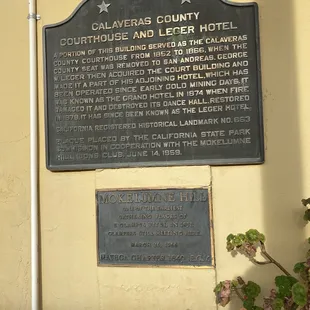 CALAVERAS COUNTY
COURTHOUSE AND LEGER HOTEL
A PORTION OF THIS BUILDING SERVED AS THE CALAVERAS
COUNTY COURTHOUSE FROM 1852 TO 1866, WHEN THE
COUNTY SEAT WAS REMOVED TO SAN ANDREAS. GEORGE
W. LEGER THEN ACQUIRED THE COURT BUILDING AND
MADE IT A PART OF HIS ADJOINING HOTEL, WHICH HAS
BEEN OPERATED SINCE EARLY GOLD MINING DAYS. IT
WAS KNOWN AS THE GRAND HOTEL IN 1874 WHEN FIRE
DAMAGED IT AND DESTROYED ITS DANCE HALL. RESTORED
IN 1879, IT HAS SINCE BEEN KNOWN AS THE LEGER HOTEL.
CALIFORNIA REGISTERED HISTORICAL LANDMARK NO. 663
PLAQUE PLACED BY THE CALIFORNIA STATE PARK
COMMISSION IN COOPERATION WITH THE MOKELUMNE
HILL LIONS CLUB, JUNE 14, 1959.
MOKELUMNE HILL
MARCH